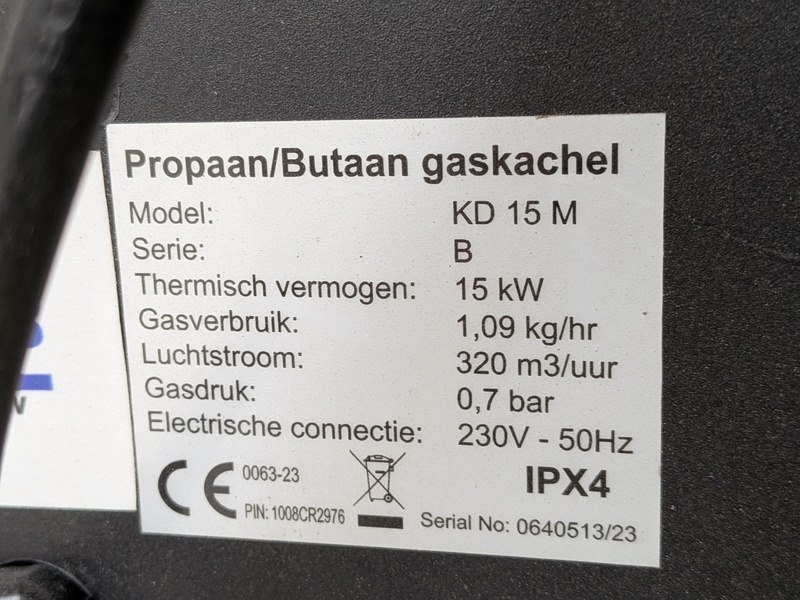 Propaan/Butaan gaskachel
Model: KD 15 M
Serie: B
Thermisch vermogen: 15 kW
Gasverbruik: 1,09 kg/hr
Luchtstroom: 320 m3/uur
Gasdruk: 0,7 bar
Electrische connectie: 230V - 50Hz
CE 0063-23
IPX4
PIN: 1008CR2976
Serial No: 0640513/23